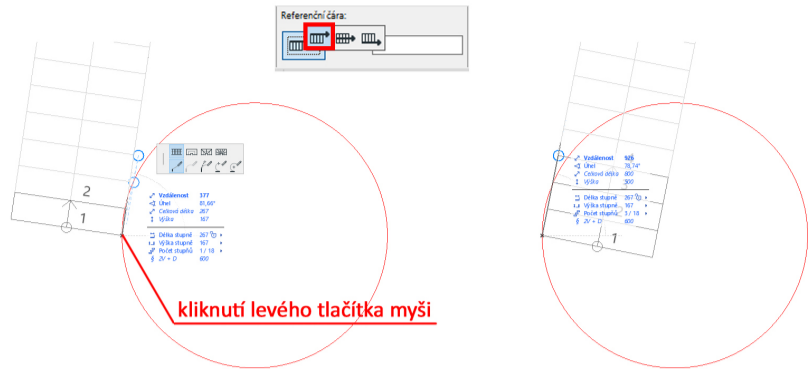 Referenční čára:
2
1
Vzdálenost 377
Úhel 81,66°
Celková délka 267
Výška 167
Délka stupně 267
Výška stupně 167
Počet stupňů 1 / 18
2V + D 600
kliknutí levého tlačítka myši
Vzdálenost 926
Úhel 78,74°
Celková délka 800
Výška 500
Délka stupně 267
Výška stupně 167
Počet stupňů 3 / 18
2V + D 600
1